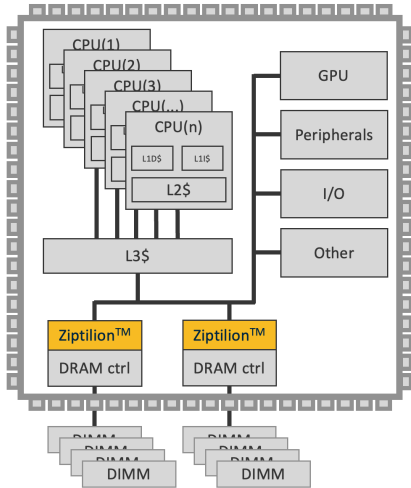 CPU(1)
CPU(2)
CPU(3)
CPU(...)
CPU(n)
L1D$
L1I$
L2$
L3$
GPU
Peripherals
I/O
Other
Ziptilion™
DRAM ctrl
Ziptilion™
DRAM ctrl
DIMM
DIMM
DIMM
DIMM
DIMM
DIMM
DIMM
DIMM